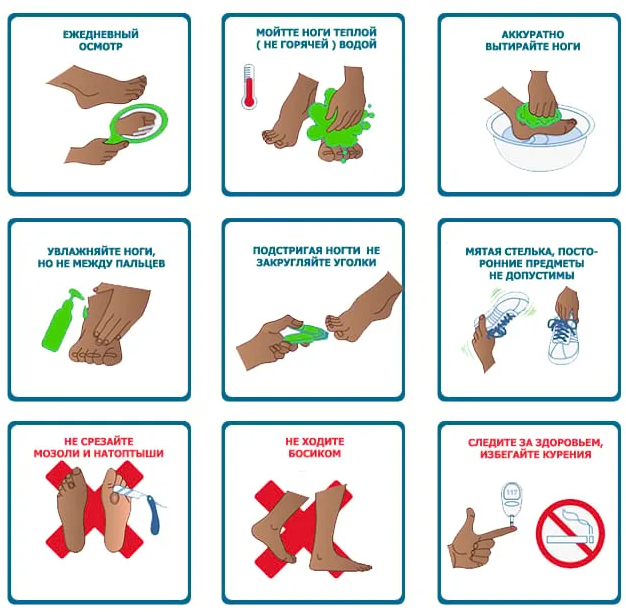 ЕЖЕДНЕВНЫЙ
ОСМОТР
МОЙТТЕ НОГИ ТЕПЛОЙ
( НЕ ГОРЯЧЕЙ ) ВОДОЙ
АККУРАТНО
ВЫТИРАЙТЕ НОГИ
УВЛАЖНЯЙТЕ НОГИ,
НО НЕ МЕЖДУ ПАЛЬЦЕВ
ПОДСТРИГАЯ НОГТИ НЕ
ЗАКРУГЛЯЙТЕ УГОЛКИ
МЯТАЯ СТЕЛЬКА, ПОСТО-
РОННИЕ ПРЕДМЕТЫ
НЕ ДОПУСТИМЫ
НЕ СРЕЗАЙТЕ
МОЗОЛИ И НАТОПТЫШИ
НЕ ХОДИТЕ
БОСИКОМ
СЛЕДИТЕ ЗА ЗДОРОВЬЕМ,
ИЗБЕГАЙТЕ КУРЕНИЯ
117